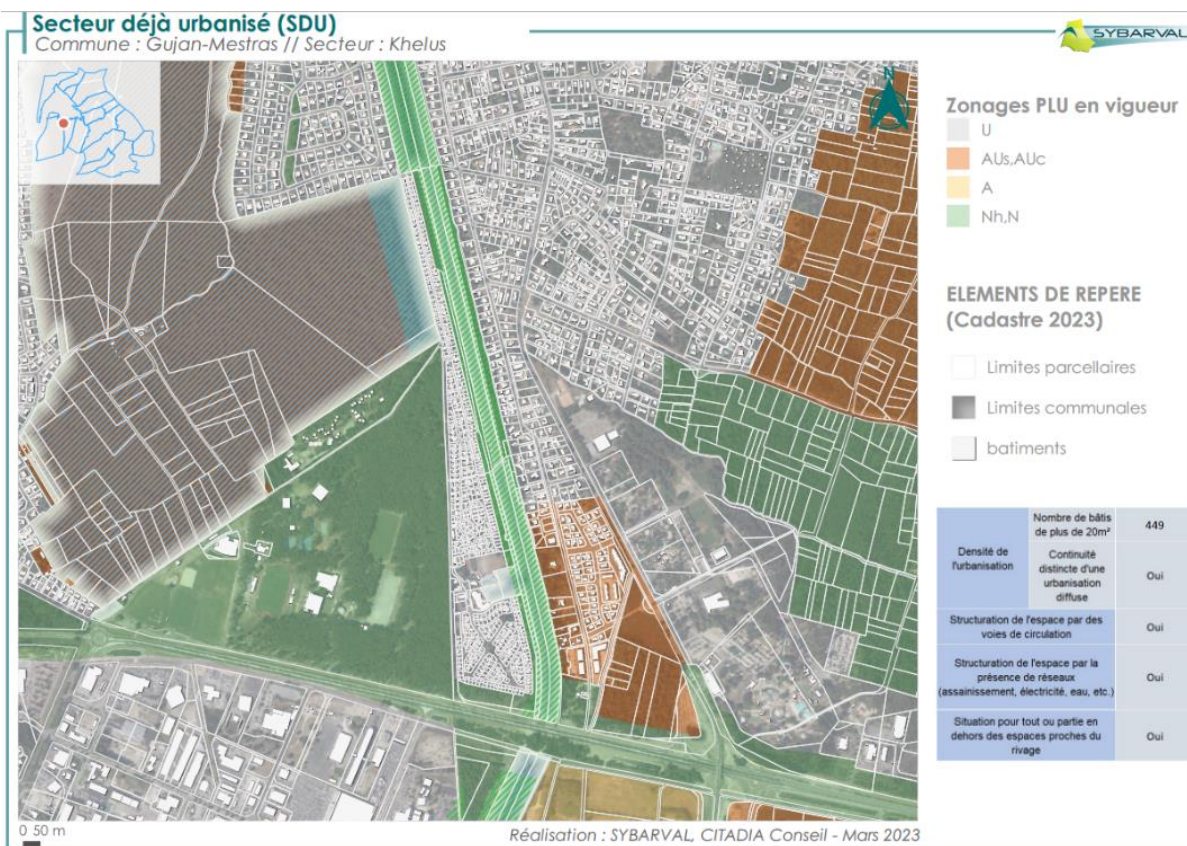 Secteur déjà urbanisé (SDU)
Commune : Gujan-Mestras // Secteur : Khelus
SYBARVAL
N
Zonages PLU en vigueur
U
AUs,AUc
A
Nh,N
ELEMENTS DE REPERE
(Cadastre 2023)
Limites parcellaires
Limites communales
batiments
Densité de
l'urbanisation
Nombre de bâtis
de plus de 20m²
449
Continuité
distincte d'une
urbanisation
diffuse
Oui
Structuration de l'espace par des
voies de circulation
Oui
Structuration de l'espace par la
présence de réseaux
(assainissement, électricité, eau, etc.)
Oui
Situation pour tout ou partie en
dehors des espaces proches du
rivage
Oui
0 50 m
Réalisation : SYBARVAL, CITADIA Conseil - Mars 2023